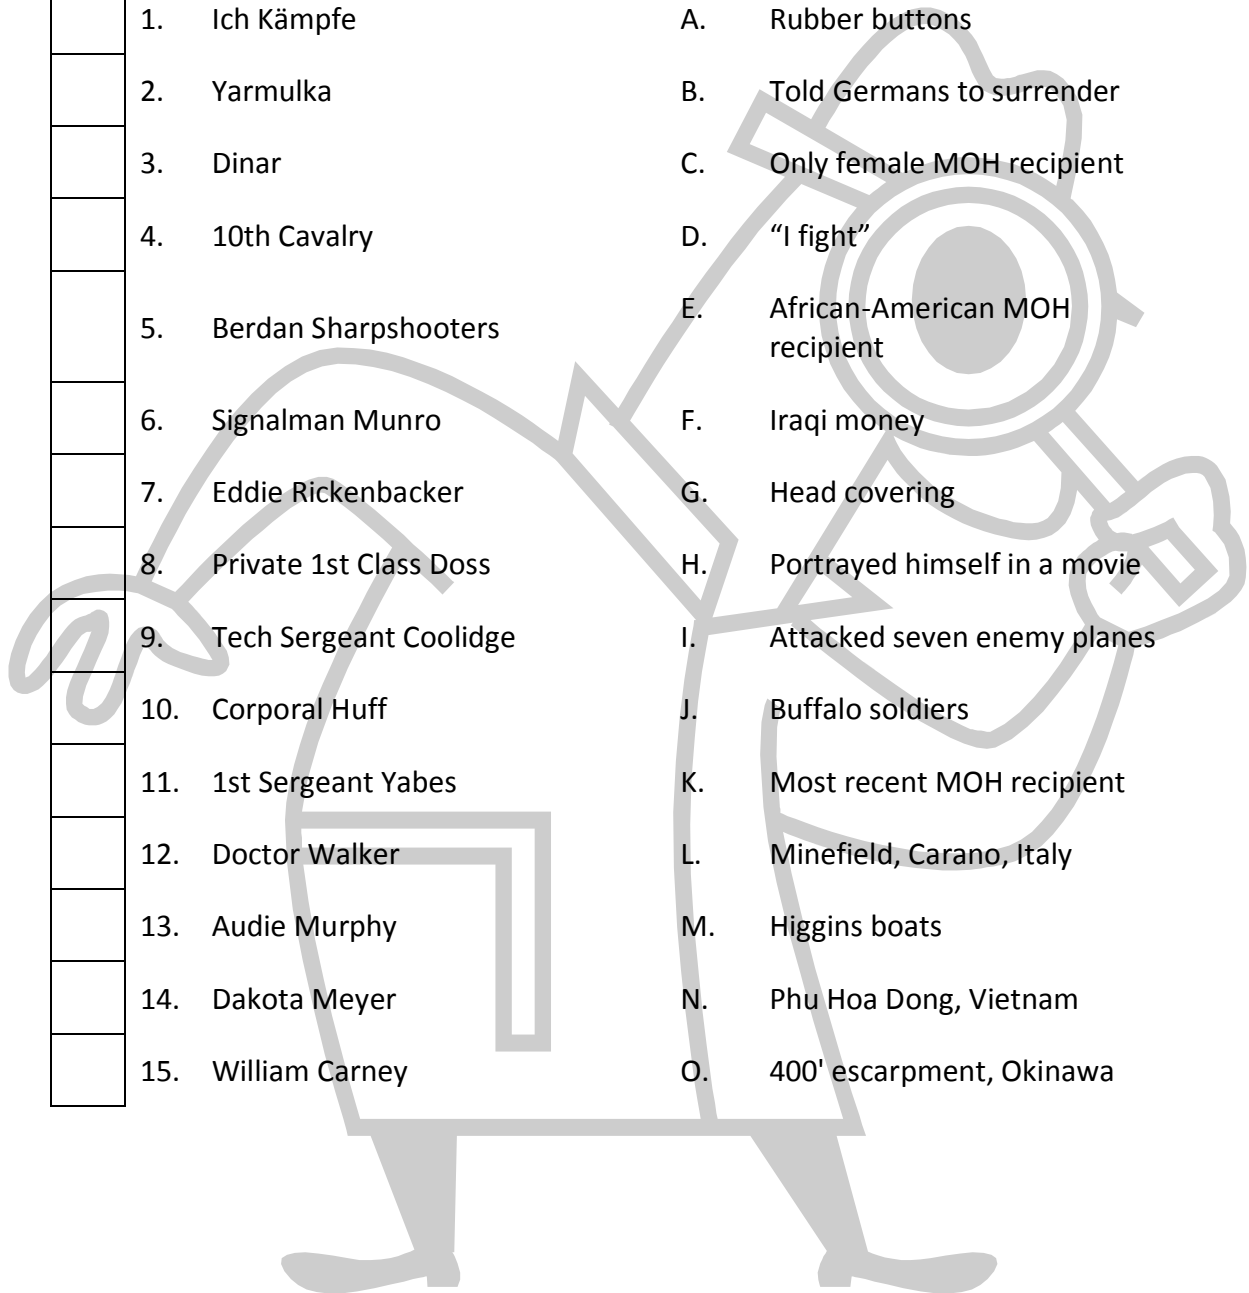 1. Ich Kämpfe A. Rubber buttons
2. Yarmulka B. Told Germans to surrender
3. Dinar C. Only female MOH recipient
4. 10th Cavalry D. “I fight”
5. Berdan Sharpshooters E. African-American MOH
recipient
6. Signalman Munro F. Iraqi money
7. Eddie Rickenbacker G. Head covering
8. Private 1st Class Doss H. Portrayed himself in a movie
9. Tech Sergeant Coolidge I. Attacked seven enemy planes
10. Corporal Huff J. Buffalo soldiers
11. 1st Sergeant Yabes K. Most recent MOH recipient
12. Doctor Walker L. Minefield, Carano, Italy
13. Audie Murphy M. Higgins boats
14. Dakota Meyer N. Phu Hoa Dong, Vietnam
15. William Carney O. 400' escarpment, Okinawa